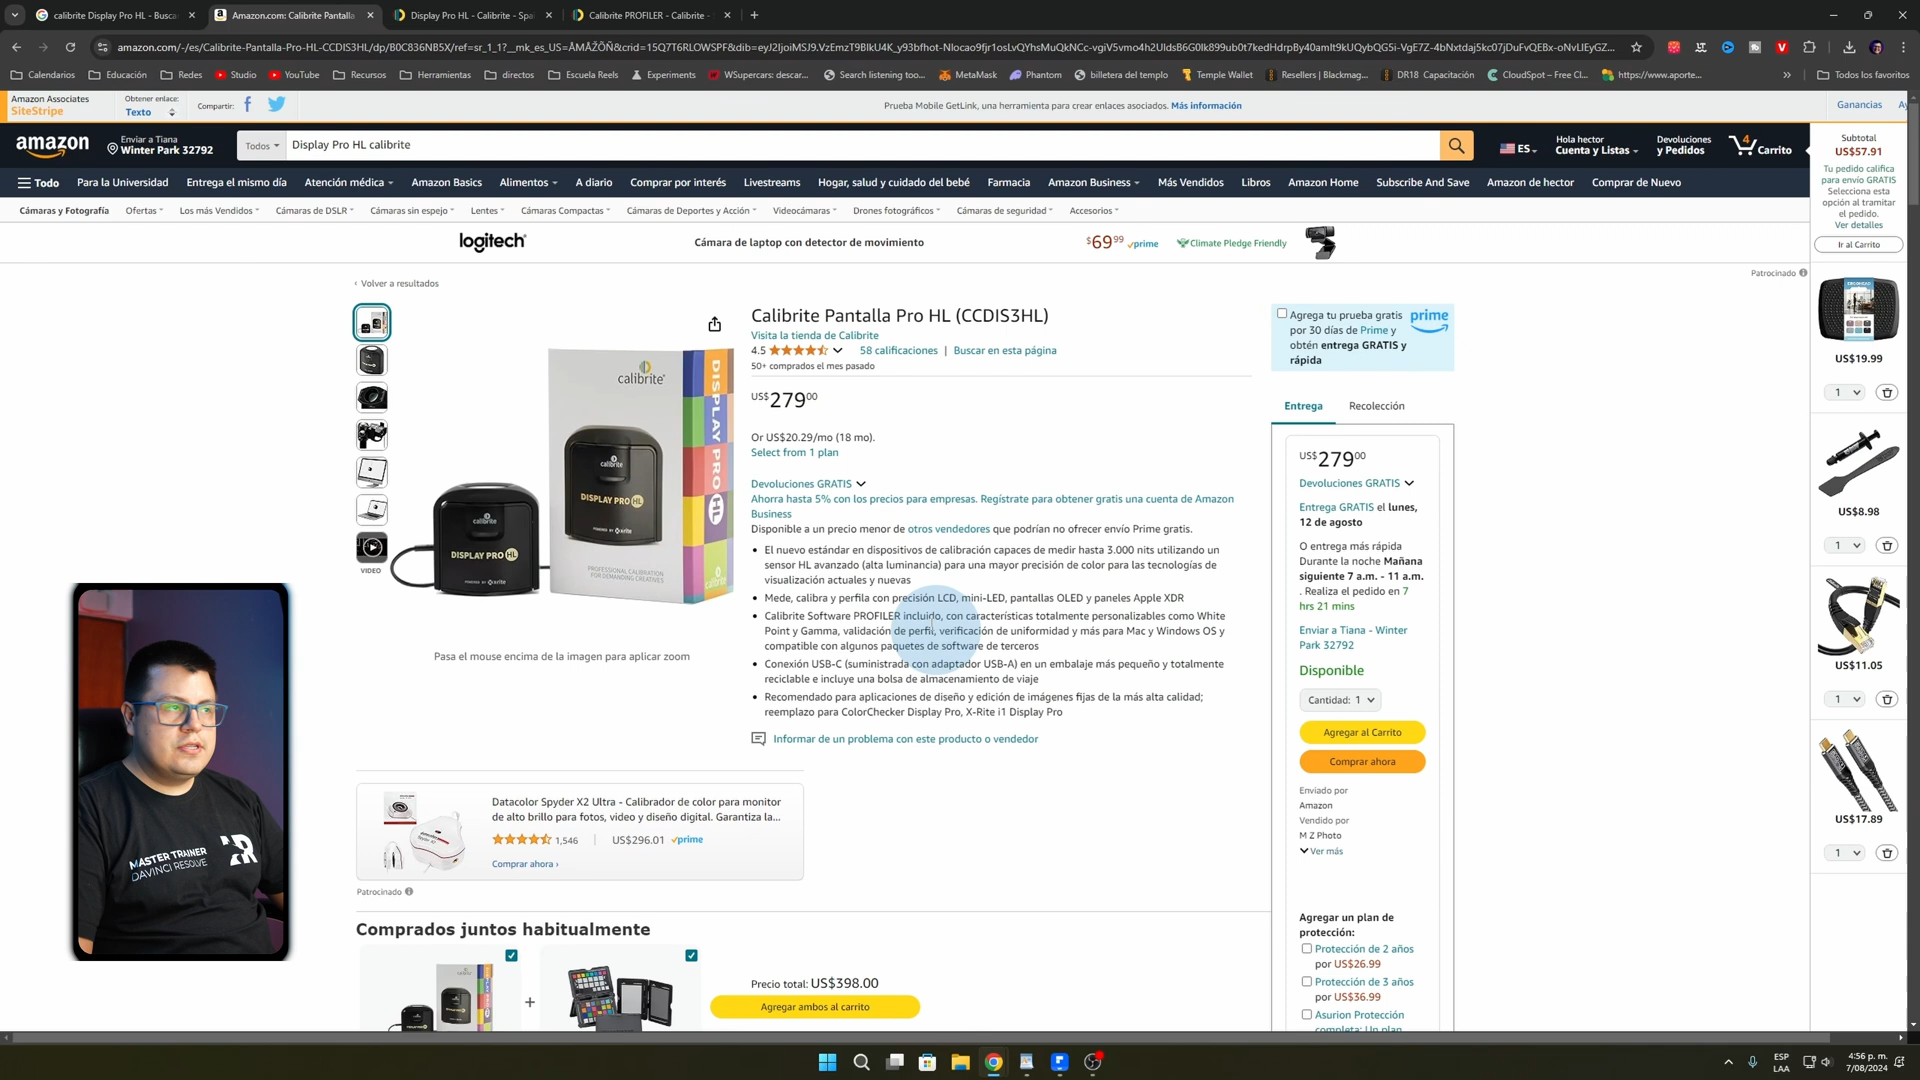 calibrite Display Pro HL - Busca
Amazon.com: Calibrite Pantalla
Display Pro HL - Calibrite - Spa
Calibrite PROFILER - Calibrite -
Calendarios
Educación
Redes
Studio
YouTube
Recursos
Herramientas
directos
Escuela Reels
Experiments
WSupercars: descar...
Search listening too...
MetaMask
Phantom
billetera del templo
Temple Wallet
Resellers | Blackmag...
DR18 Capacitación
CloudSpot – Free Cl...
https://www.aporte...
Todos los favoritos
Amazon Associates
SiteStripe
Obtener enlace:
Texto
Compartir:
Prueba Mobile GetLink, una herramienta para crear enlaces asociados. Más información
Ganancias
Ay
amazon
Enviar a Tiana
Winter Park 32792
Todos
Display Pro HL calibrite
ES
Hola hector
Cuenta y Listas
Devoluciones
y Pedidos
4
Carrito
Subtotal
US$57.91
Tu pedido califica
para envío GRATIS
Selecciona esta
opción al tramitar
el pedido.
Ver detalles
Ir al Carrito
Todo
Para la Universidad
Entrega el mismo día
Atención médica
Amazon Basics
Alimentos
A diario
Comprar por interés
Livestreams
Hogar, salud y cuidado del bebé
Farmacia
Amazon Business
Más Vendidos
Libros
Amazon Home
Subscribe And Save
Amazon de hector
Comprar de Nuevo
Cámaras y Fotografía
Ofertas
Los más Vendidos
Cámaras de DSLR
Cámaras sin espejo
Lentes
Cámaras Compactas
Cámaras de Deportes y Acción
Videocámaras
Drones fotográficos
Cámaras de seguridad
Accesorios
logitech
Cámara de laptop con detector de movimiento
$69 99 prime
Climate Pledge Friendly
Patrocinado
‹ Volver a resultados
VIDEO
calibrite
DISPLAY PRO HL
DISPLAY PRO HL
DISPLAY PRO HL
PROFESSIONAL CALIBRATION
FOR DEMANDING CREATIVES
Pasa el mouse encima de la imagen para aplicar zoom
Calibrite Pantalla Pro HL (CCDIS3HL)
Visita la tienda de Calibrite
4.5
58 calificaciones | Buscar en esta página
50+ comprados el mes pasado
US$279 00
Or US$20.29/mo (18 mo).
Select from 1 plan
Devoluciones GRATIS
Ahorra hasta 5% con los precios para empresas. Regístrate para obtener gratis una cuenta de Amazon
Business
Disponible a un precio menor de otros vendedores que podrían no ofrecer envío Prime gratis.
El nuevo estándar en dispositivos de calibración capaces de medir hasta 3.000 nits utilizando un
sensor HL avanzado (alta luminancia) para una mayor precisión de color para las tecnologías de
visualización actuales y nuevas
Mede, calibra y perfila con precisión LCD, mini-LED, pantallas OLED y paneles Apple XDR
Calibrite Software PROFILER incluido, con características totalmente personalizables como White
Point y Gamma, validación de perfil, verificación de uniformidad y más para Mac y Windows OS y
compatible con algunos paquetes de software de terceros
Conexión USB-C (suministrada con adaptador USB-A) en un embalaje más pequeño y totalmente
reciclable e incluye una bolsa de almacenamiento de viaje
Recomendado para aplicaciones de diseño y edición de imágenes fijas de la más alta calidad;
reemplazo para ColorChecker Display Pro, X-Rite i1 Display Pro
Informar de un problema con este producto o vendedor
Agrega tu prueba gratis
por 30 días de Prime y
obtén entrega GRATIS y
rápida
prime
Entrega
Recolección
US$279 00
Devoluciones GRATIS
Entrega GRATIS el lunes,
12 de agosto
O entrega más rápida
Durante la noche Mañana
siguiente 7 a.m. - 11 a.m.
. Realiza el pedido en 7
hrs 21 mins
Enviar a Tiana - Winter
Park 32792
Disponible
Cantidad: 1
Agregar al Carrito
Comprar ahora
Enviado por
Amazon
Vendido por
M Z Photo
Ver más
Agregar un plan de
protección:
Protección de 2 años
por US$26.99
Protección de 3 años
por US$36.99
Asurion Protección
completa: Un plan
US$19.99
1
US$8.98
1
US$11.05
1
US$17.89
1
MASTER TRAINER
DAVINCI RESOLVE
Datacolor Spyder X2 Ultra - Calibrador de color para monitor
de alto brillo para fotos, video y diseño digital. Garantiza la...
1,546
US$296.01 prime
Comprar ahora ›
Patrocinado
Comprados juntos habitualmente
+
Precio total: US$398.00
Agregar ambos al carrito
ESP
LAA
4:56 p. m.
7/08/2024